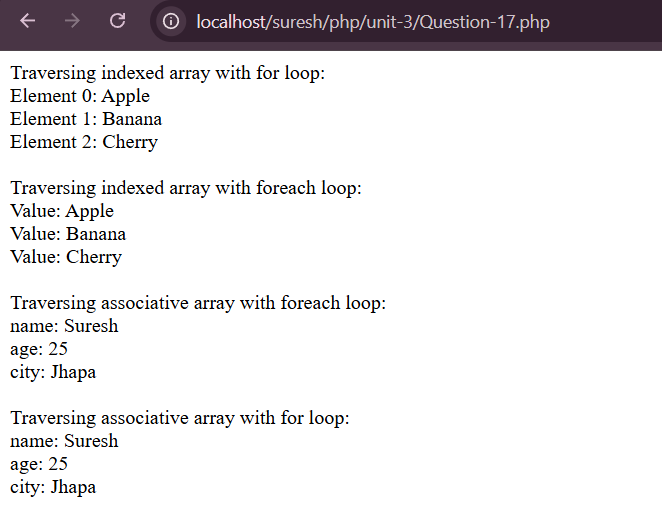 localhost/suresh/php/unit-3/Question-17.php
Traversing indexed array with for loop:
Element 0: Apple
Element 1: Banana
Element 2: Cherry
Traversing indexed array with foreach loop:
Value: Apple
Value: Banana
Value: Cherry
Traversing associative array with foreach loop:
name: Suresh
age: 25
city: Jhapa
Traversing associative array with for loop:
name: Suresh
age: 25
city: Jhapa